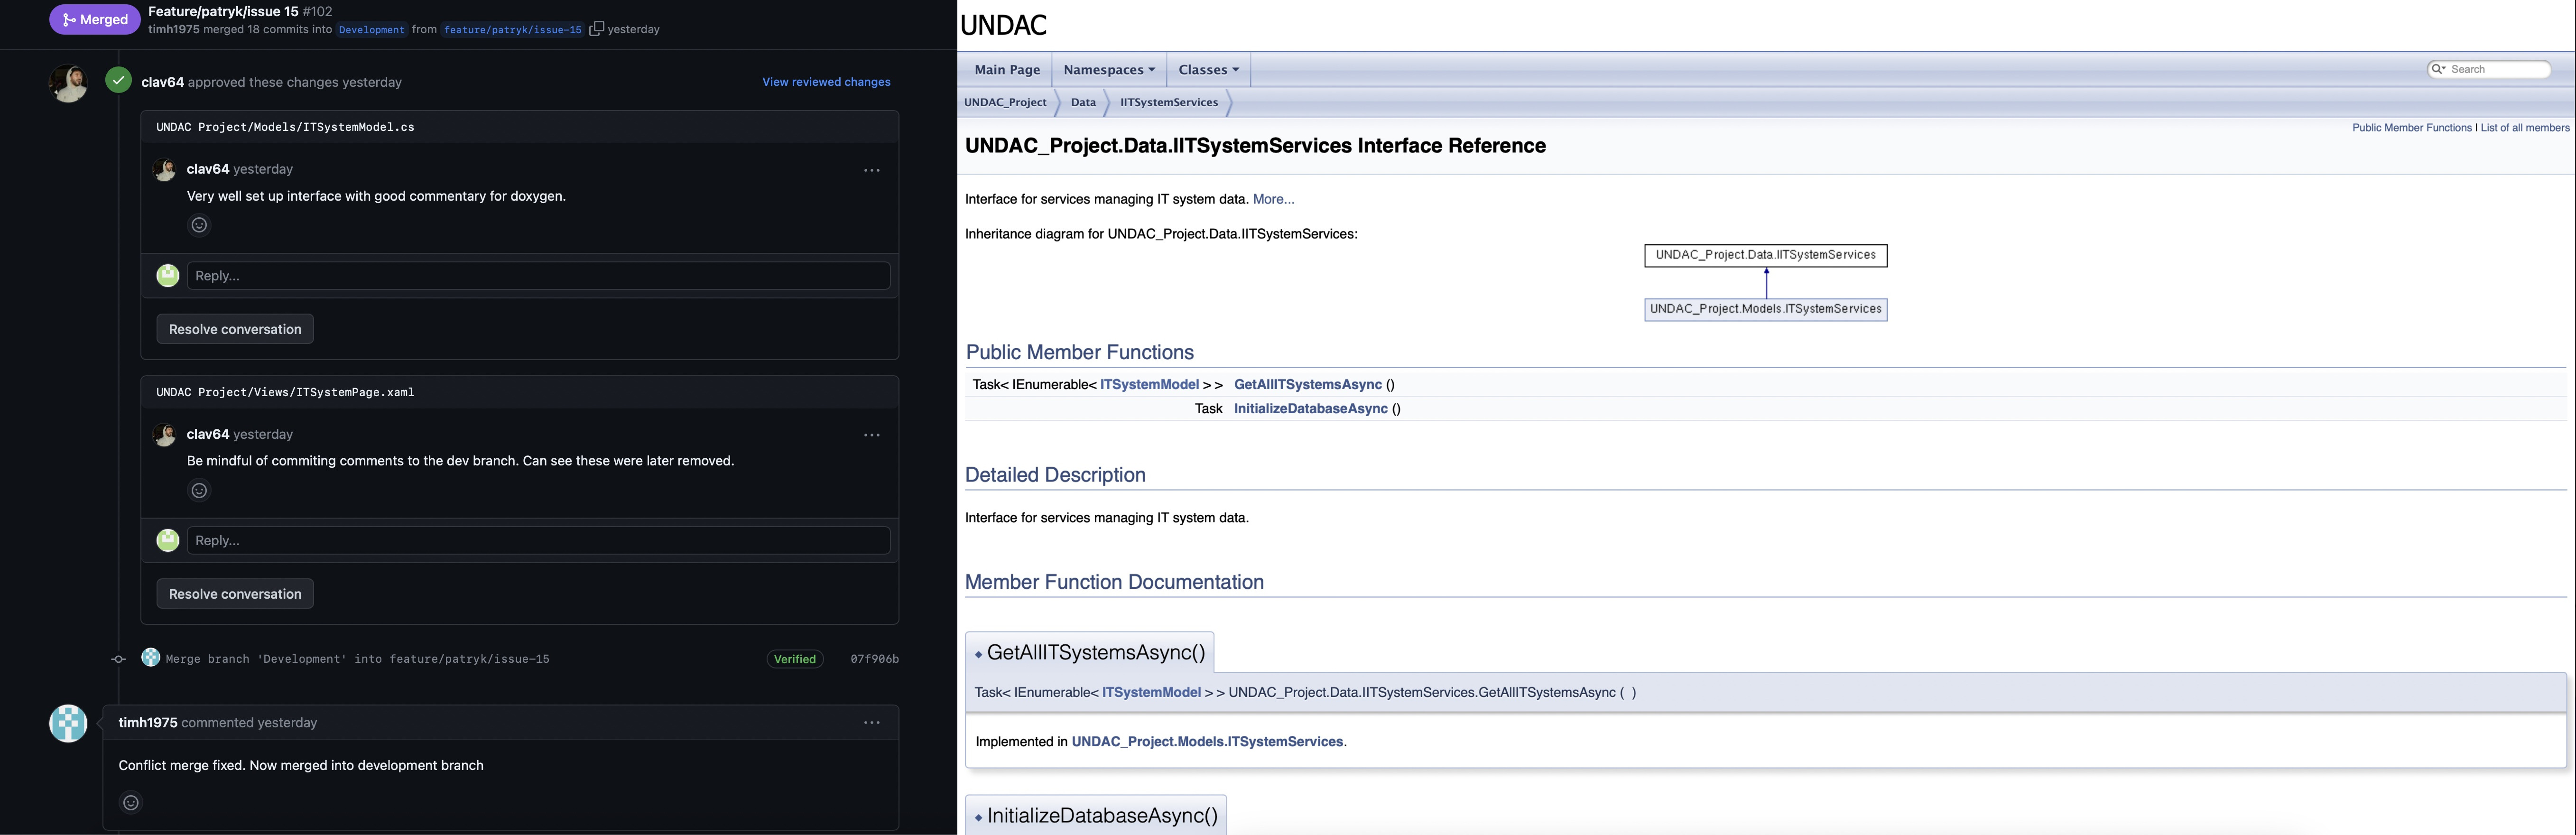 Merged
Feature/patryk/issue 15 #102
timh1975 merged 18 commits into Development from feature/patryk/issue-15 yesterday
clav64 approved these changes yesterday
View reviewed changes
UNDAC Project/Models/ITSystemModel.cs
clav64 yesterday
Very well set up interface with good commentary for doxygen.
Reply...
Resolve conversation
UNDAC Project/Views/ITSystemPage.xaml
clav64 yesterday
Be mindful of commiting comments to the dev branch. Can see these were later removed.
Reply...
Resolve conversation
Merge branch 'Development' into feature/patryk/issue-15 Verified 07f906b
timh1975 commented yesterday
Conflict merge fixed. Now merged into development branch
UNDAC
Main Page Namespaces Classes Search
UNDAC_Project Data IITSystemServices
Public Member Functions | List of all members
UNDAC_Project.Data.IITSystemServices Interface Reference
Interface for services managing IT system data. More...
Inheritance diagram for UNDAC_Project.Data.IITSystemServices:
UNDAC_Project.Data.IITSystemServices
UNDAC_Project.Models.ITSystemServices
Public Member Functions
Task< IEnumerable< ITSystemModel > > GetAllITSystemsAsync ()
Task InitializeDatabaseAsync ()
Detailed Description
Interface for services managing IT system data.
Member Function Documentation
◆ GetAllITSystemsAsync()
Task< IEnumerable< ITSystemModel > > UNDAC_Project.Data.IITSystemServices.GetAllITSystemsAsync ( )
Implemented in UNDAC_Project.Models.ITSystemServices.
◆ InitializeDatabaseAsync()